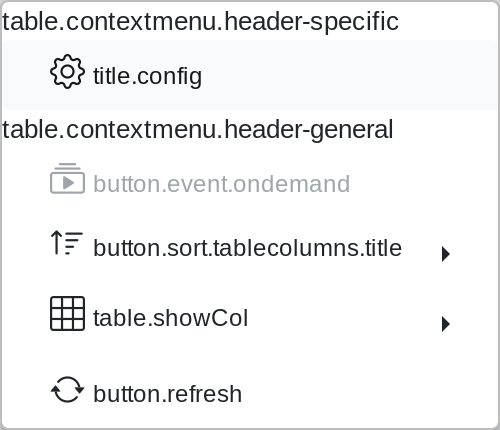 table.contextmenu.header-specific
title.config
table.contextmenu.header-general
button.event.ondemand
button.sort.tablecolumns.title
table.showCol
button.refresh